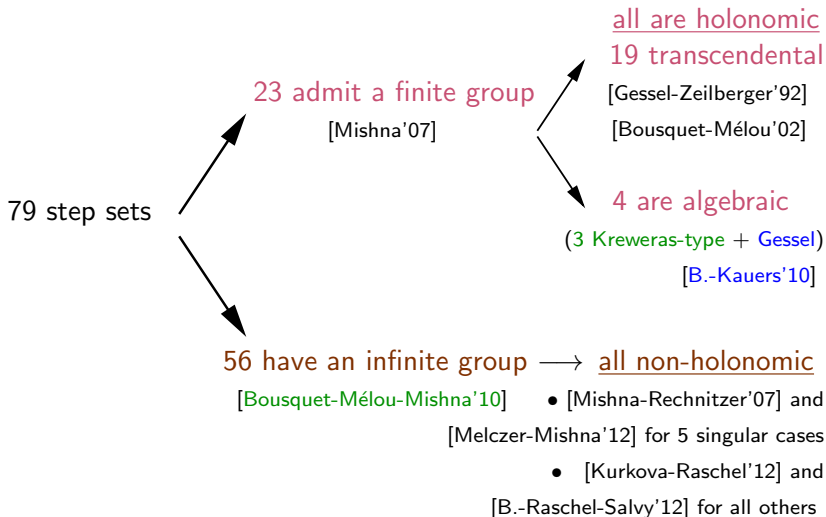 all are holonomic
19 transcendental
23 admit a finite group
[Gessel-Zeilberger’92]
[Mishna’07]
[Bousquet-Mélou’02]
79 step sets
4 are algebraic
(3 Kreweras-type + Gessel)
[B.-Kauers’10]
56 have an infinite group ⟶ all non-holonomic
[Bousquet-Mélou-Mishna’10] • [Mishna-Rechnitzer’07] and
[Melczer-Mishna’12] for 5 singular cases
• [Kurkova-Raschel’12] and
[B.-Raschel-Salvy’12] for all others